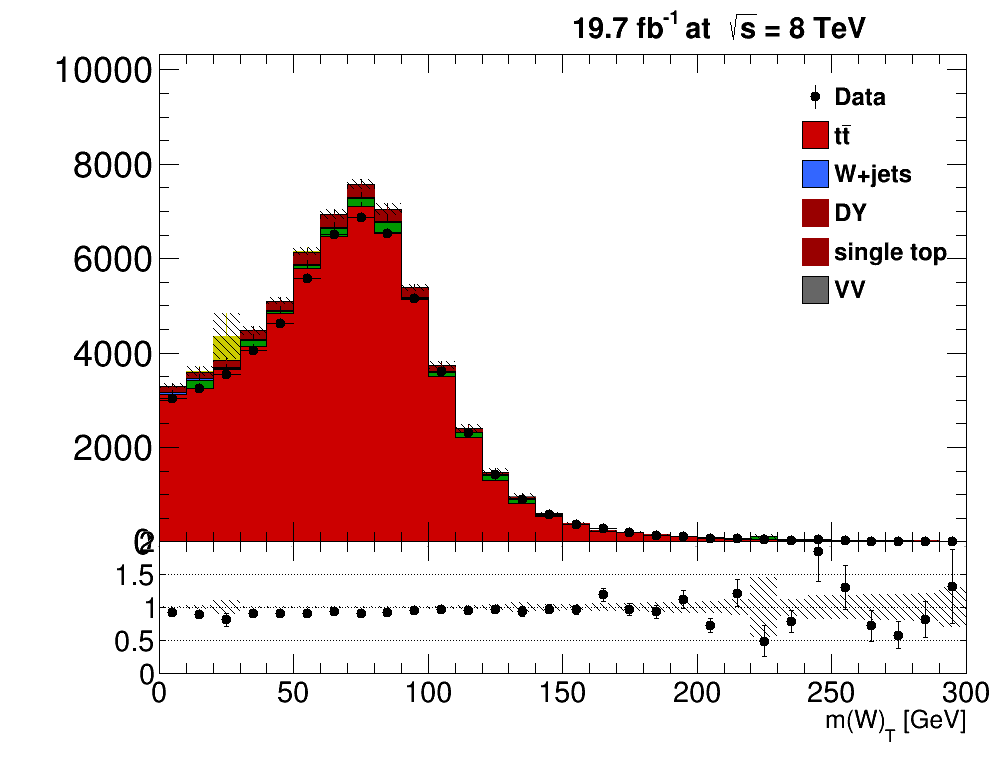 19.7 fb⁻¹ at √s = 8 TeV
10000
8000
6000
4000
2000
0
Data
tt̄
W+jets
DY
single top
VV
2
1.5
1
0.5
0
0 50 100 150 200 250 300
m(W)_T [GeV]